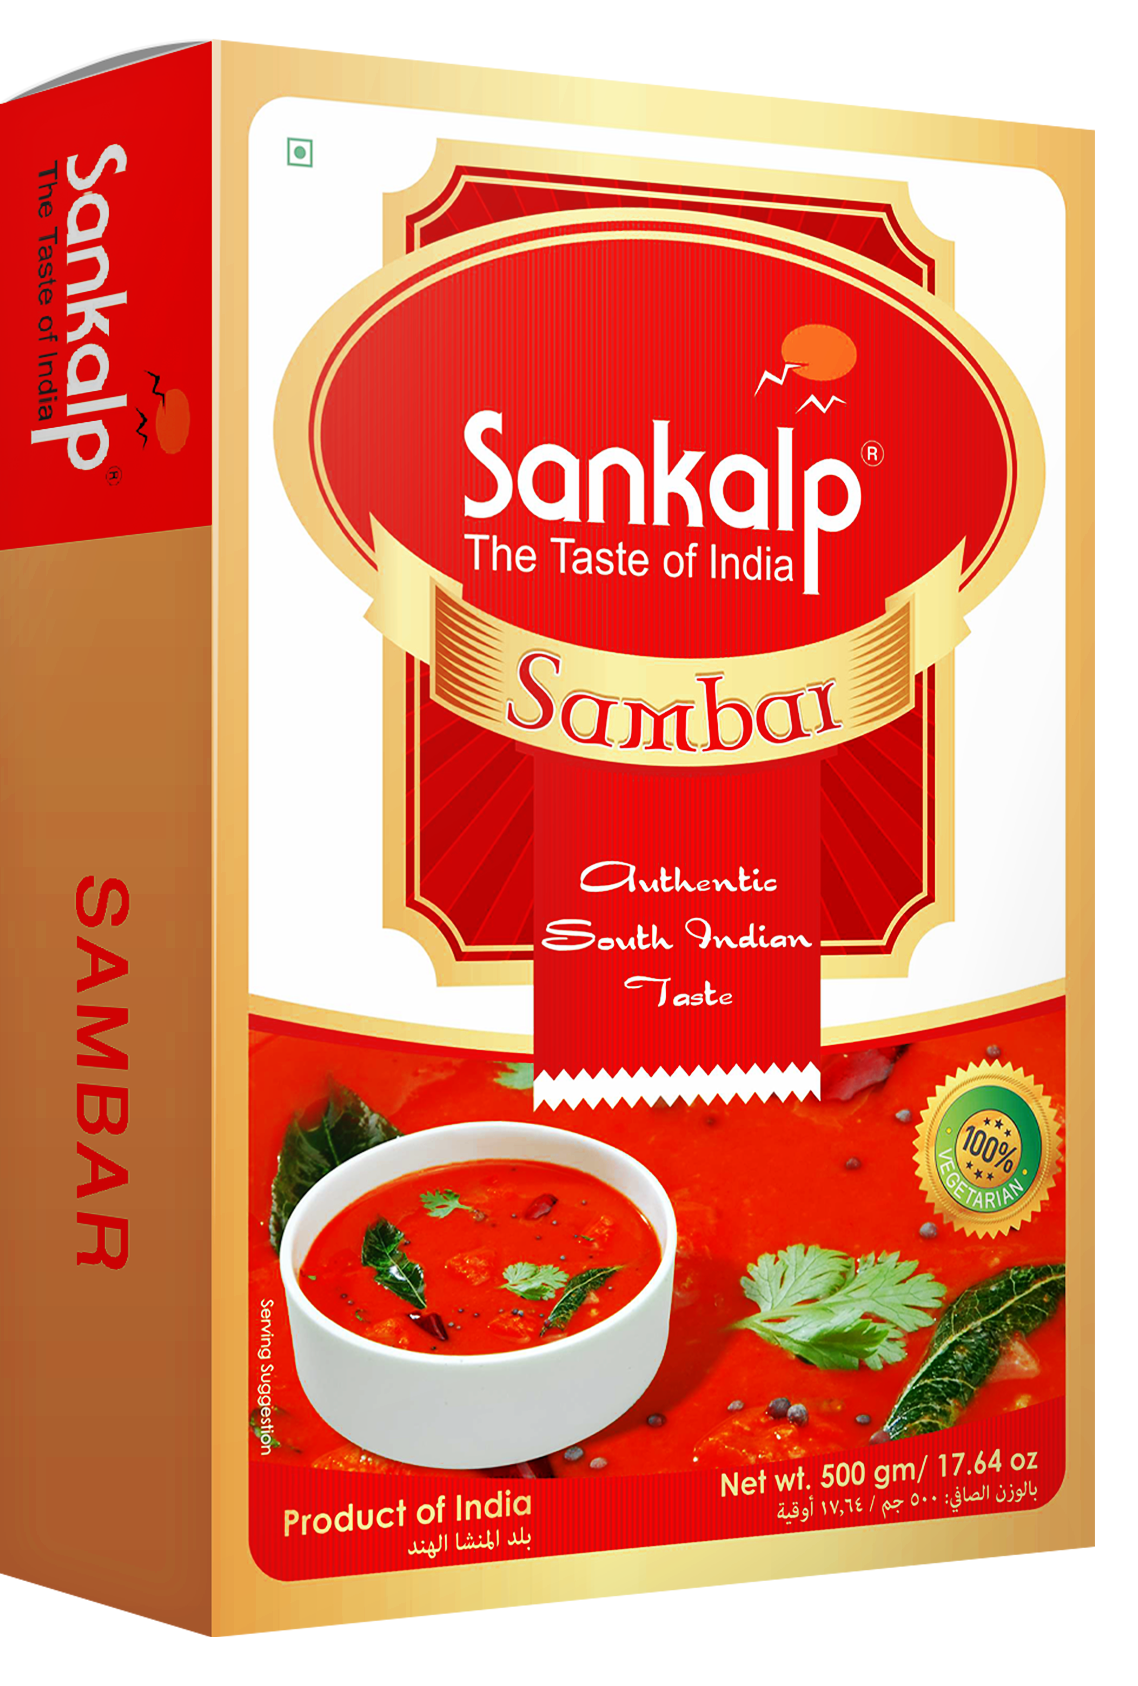 Sankalp ®
The Taste of India
SAMBAR
Sankalp ®
The Taste of India
Sambar
Authentic
South Indian
Taste
100%
VEGETARIAN
Serving Suggestion
Net wt. 500 gm/ 17.64 oz
بالوزن الصافي: ٥٠٠ جم / ١٧,٦٤ أوقية
Product of India
بلد المنشا الهند